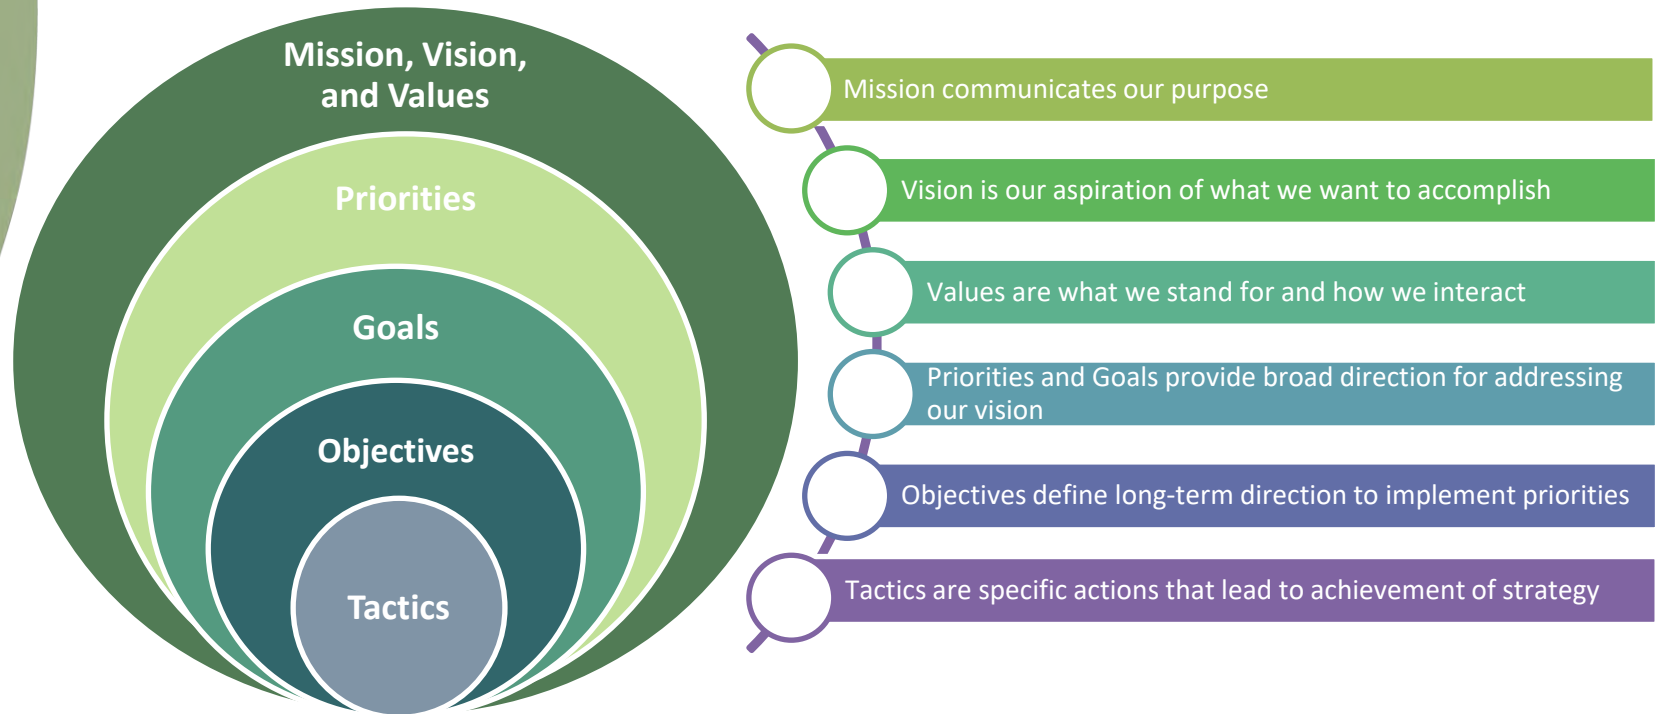 Mission, Vision,
and Values
Priorities
Goals
Objectives
Tactics
Mission communicates our purpose
Vision is our aspiration of what we want to accomplish
Values are what we stand for and how we interact
Priorities and Goals provide broad direction for addressing
our vision
Objectives define long-term direction to implement priorities
Tactics are specific actions that lead to achievement of strategy